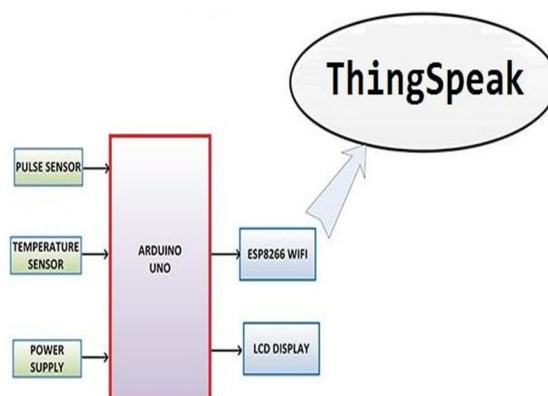 ThingSpeak
PULSE SENSOR
TEMPERATURE
SENSOR
POWER
SUPPLY
ARDUINO
UNO
ESP8266 WIFI
LCD DISPLAY